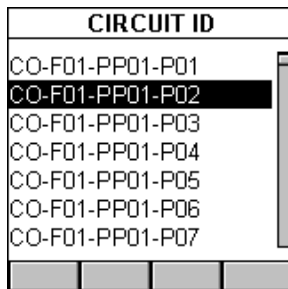 CIRCUIT ID
CO-F01-PP01-P01
CO-F01-PP01-P02
CO-F01-PP01-P03
CO-F01-PP01-P04
CO-F01-PP01-P05
CO-F01-PP01-P06
CO-F01-PP01-P07